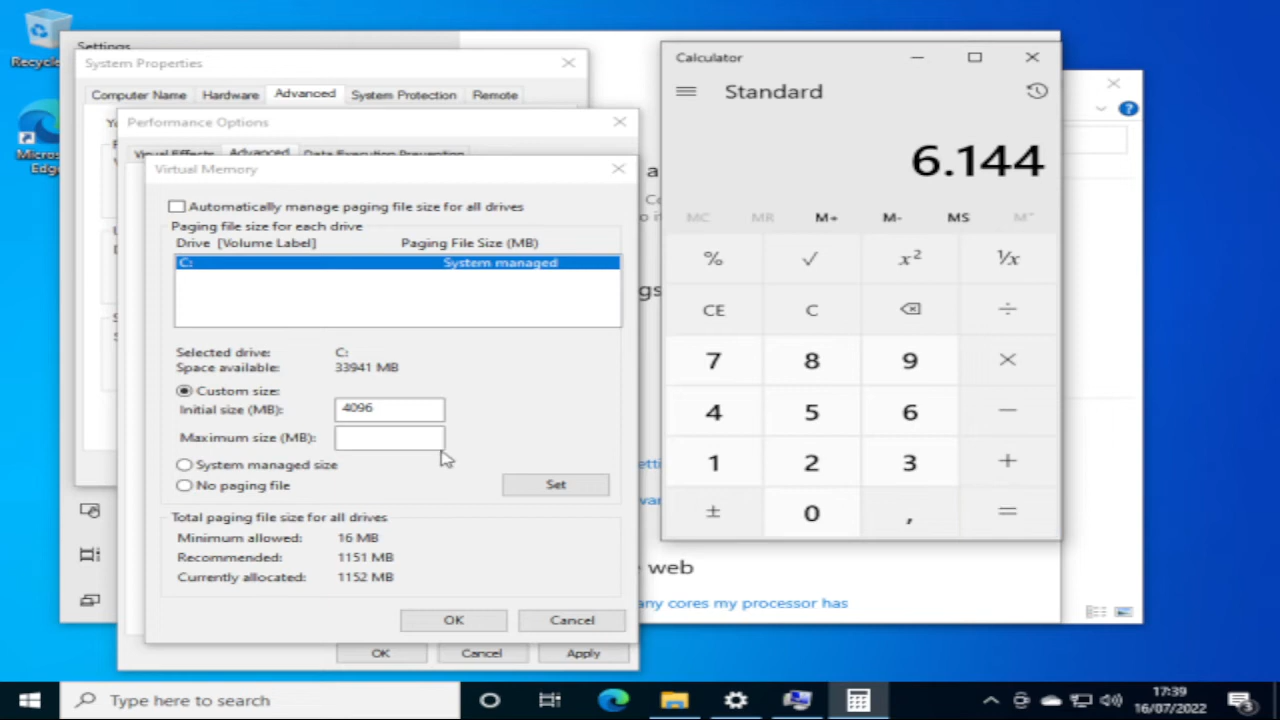 Recycle
Micros
Edg
Settings
System Properties
Computer Name Hardware Advanced System Protection Remote
Performance Options
Visual Effects Advanced Data Execution Prevention
Virtual Memory
Automatically manage paging file size for all drives
Paging file size for each drive
Drive [Volume Label] Paging File Size (MB)
C: System managed
Selected drive: C:
Space available: 33941 MB
Custom size:
Initial size (MB): 4096
Maximum size (MB):
System managed size
No paging file
Set
Total paging file size for all drives
Minimum allowed: 16 MB
Recommended: 1151 MB
Currently allocated: 1152 MB
OK Cancel
OK Cancel Apply
Calculator
Standard
6.144
MC MR M+ M- MS M˅
% √ x² ¹/x
CE C ÷
7 8 9 ×
4 5 6 −
1 2 3 +
± 0 , =
web
any cores my processor has
Type here to search
17:39
16/07/2022
3